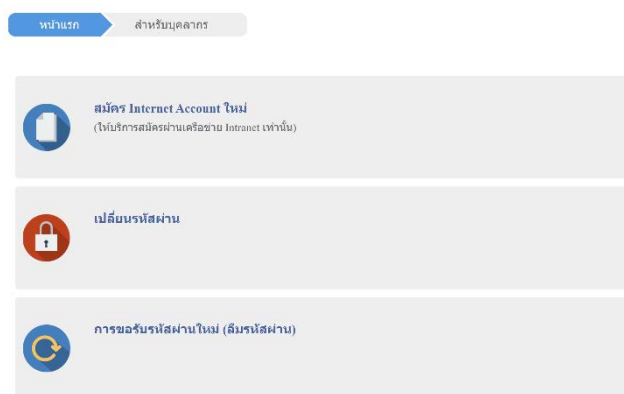 หน้าแรก
สำหรับบุคลากร
สมัคร Internet Account ใหม่
(ให้บริการสมัครผ่านเครือข่าย Intranet เท่านั้น)
เปลี่ยนรหัสผ่าน
การขอรับรหัสผ่านใหม่ (ลืมรหัสผ่าน)